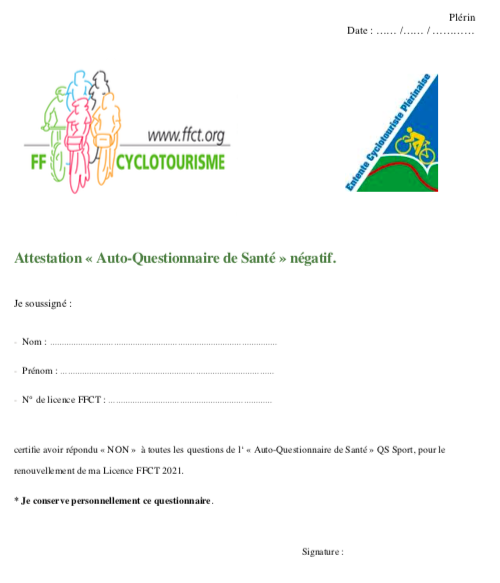 Plérin
Date : …... /…... / …………
www.ffct.org
FF CYCLOTOURISME
Entente Cycloto​uriste Plérinaise
Attestation « Auto-Questionnaire de Santé » négatif.
Je soussigné :
- Nom : ......................................................................................
- Prénom : .................................................................................
- N° de licence FFCT : ..............................................................
certifie avoir répondu « NON » à toutes les questions de l' « Auto-Questionnaire de Santé » QS Sport, pour le
renouvellement de ma Licence FFCT 2021.
* Je conserve personnellement ce questionnaire.
Signature :